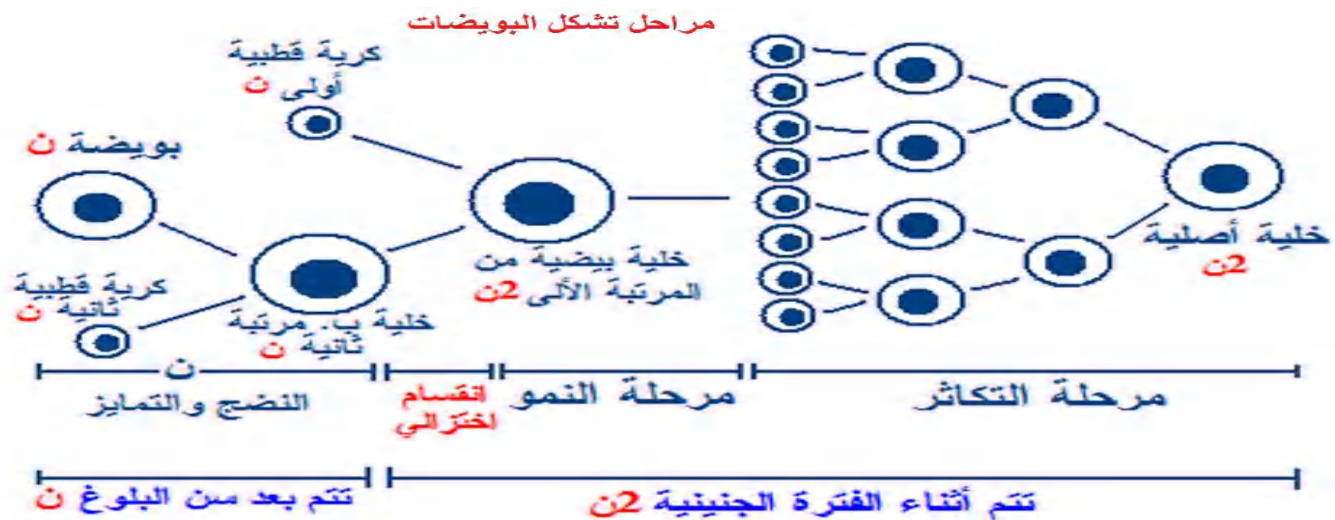 مراحل تشكل البويضات
كرية قطبية
أولى ن
بويضة ن
خلية أصلية
2ن
خلية بيضية من
المرتبة الألى 2ن
كرية قطبية
ثانية ن
خلية ب. مرتبة
ثانية ن
مرحلة التكاثر
مرحلة النمو
انقسام
اختزالي
ن
النضج والتمايز
تتم أثناء الفترة الجنينية 2ن
تتم بعد سن البلوغ ن